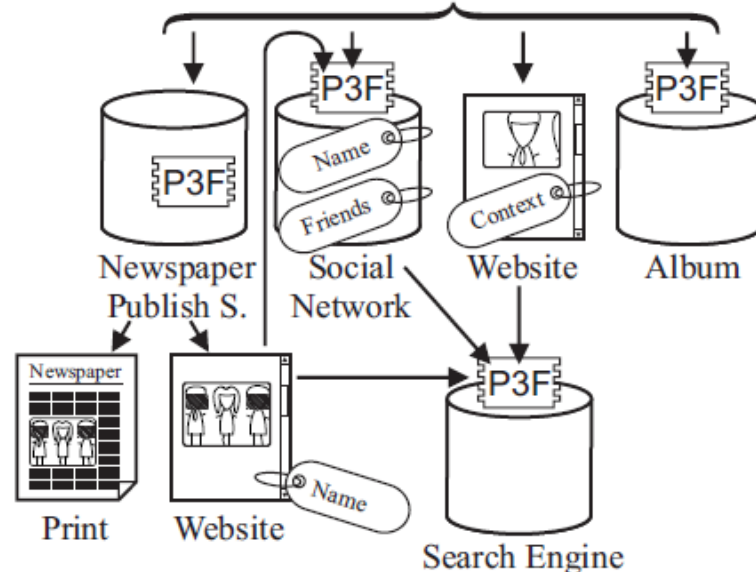 P3F
P3F
P3F
Name
Friends
Context
Newspaper
Publish S.
Social
Network
Website
Album
Newspaper
P3F
Name
Print
Website
Search Engine